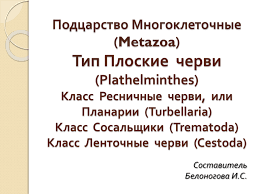 Подцарство Многоклеточные
(Metazoa)
Тип Плоские черви
(Plathelminthes)
Класс Ресничные черви, или
Планарии (Turbellaria)
Класс Сосальщики (Trematoda)
Класс Ленточные черви (Cestoda)
Составитель
Белоногова И.С.